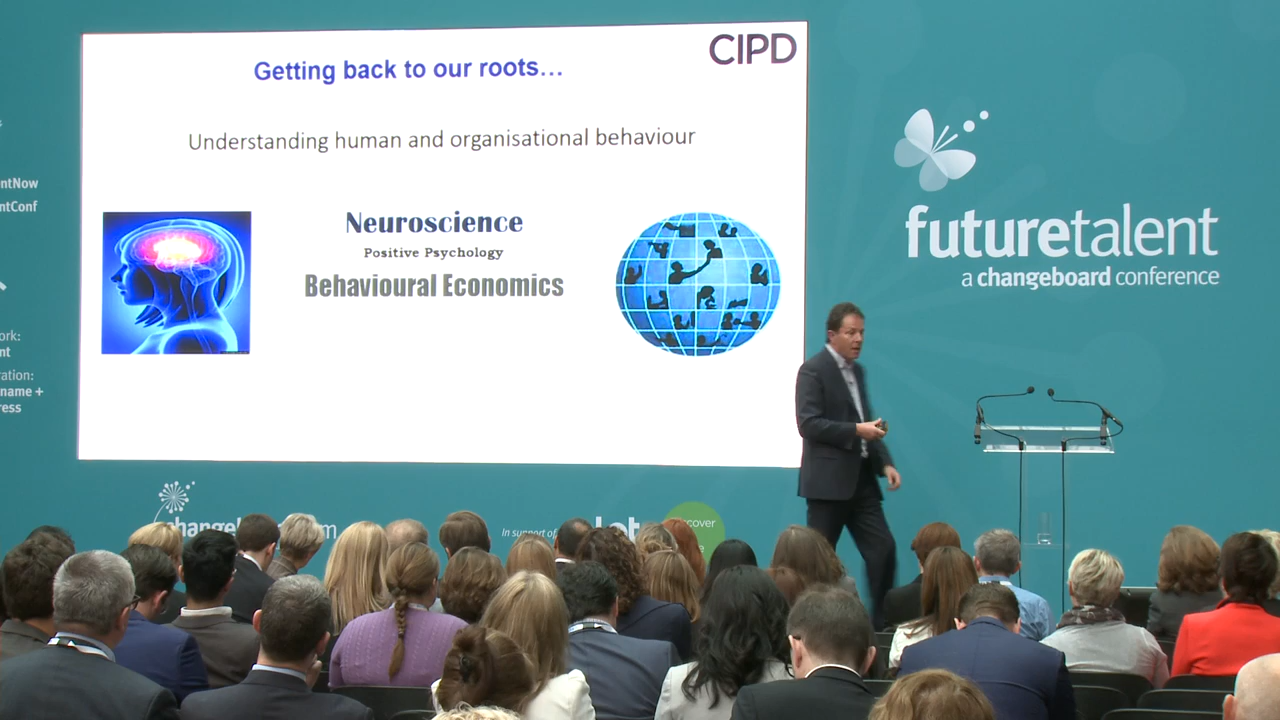 CIPD
Getting back to our roots...
Understanding human and organisational behaviour
Neuroscience
Positive Psychology
Behavioural Economics
futuretalent
a changeboard conference
ntNow
ntConf
ork:
nt
ration:
name +
ress
In support of